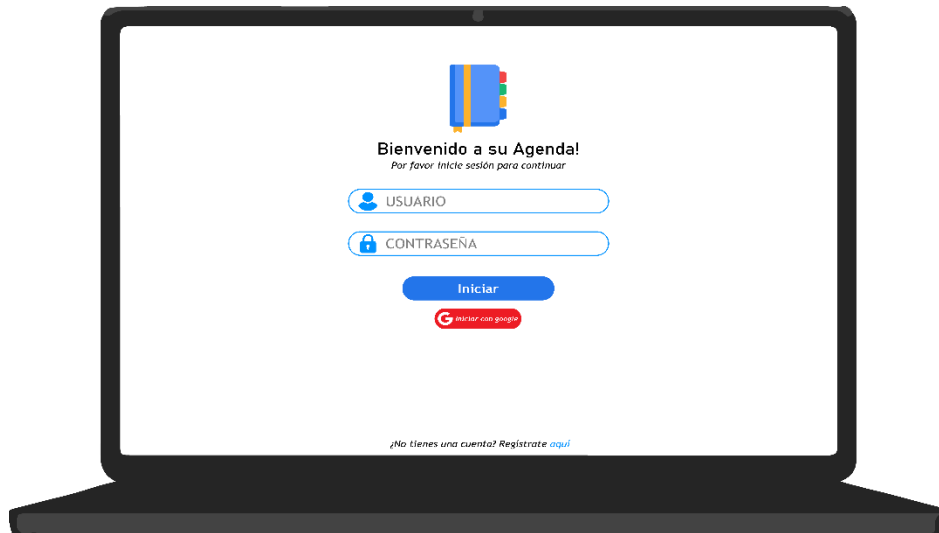 Bienvenido a su Agenda!
Por favor inicie sesión para continuar
USUARIO
CONTRASEÑA
Iniciar
G iniciar con google
¿No tienes una cuenta? Regístrate aquí